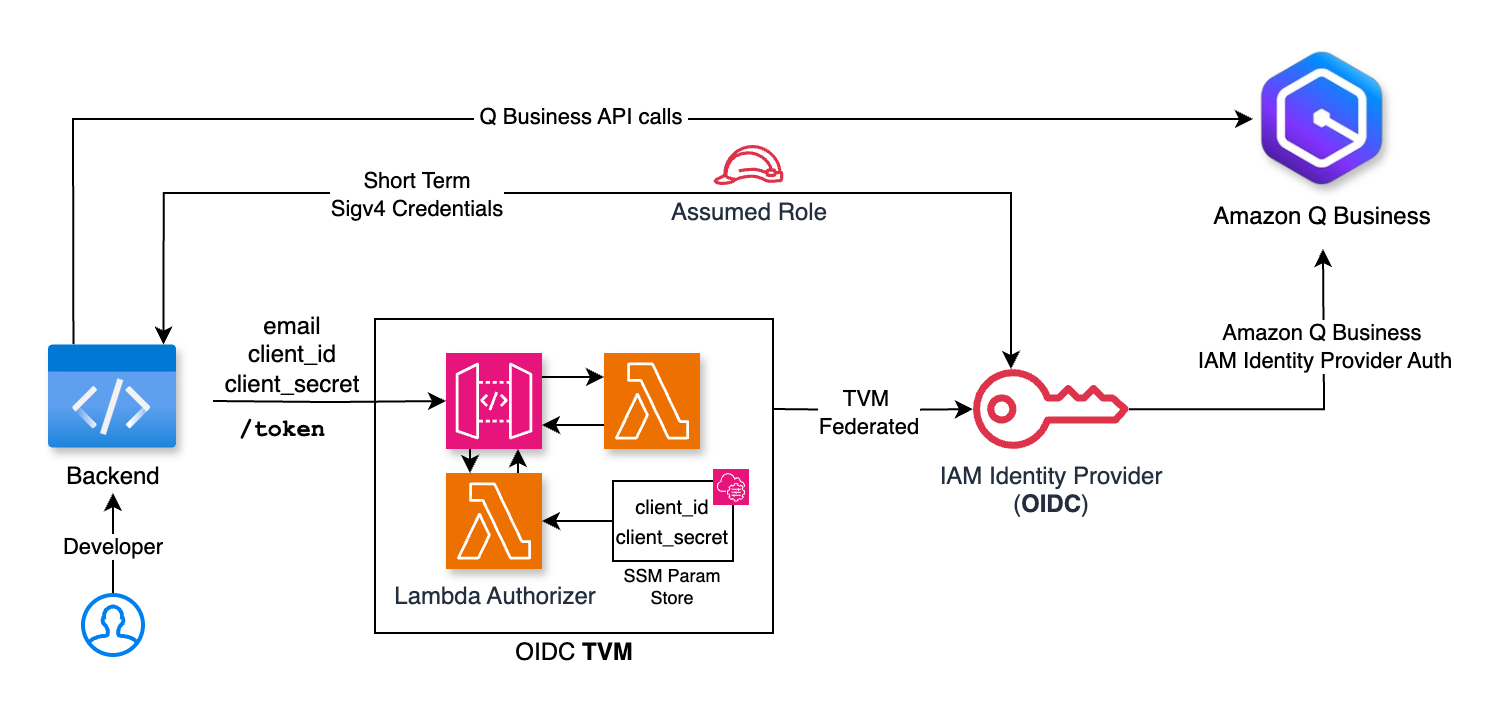 Q Business API calls
Short Term
Sigv4 Credentials
Assumed Role
Amazon Q Business
email
client_id
client_secret
/token
Backend
Developer
client_id
client_secret
SSM Param
Store
Lambda Authorizer
OIDC TVM
TVM
Federated
IAM Identity Provider
(OIDC)
Amazon Q Business
IAM Identity Provider Auth